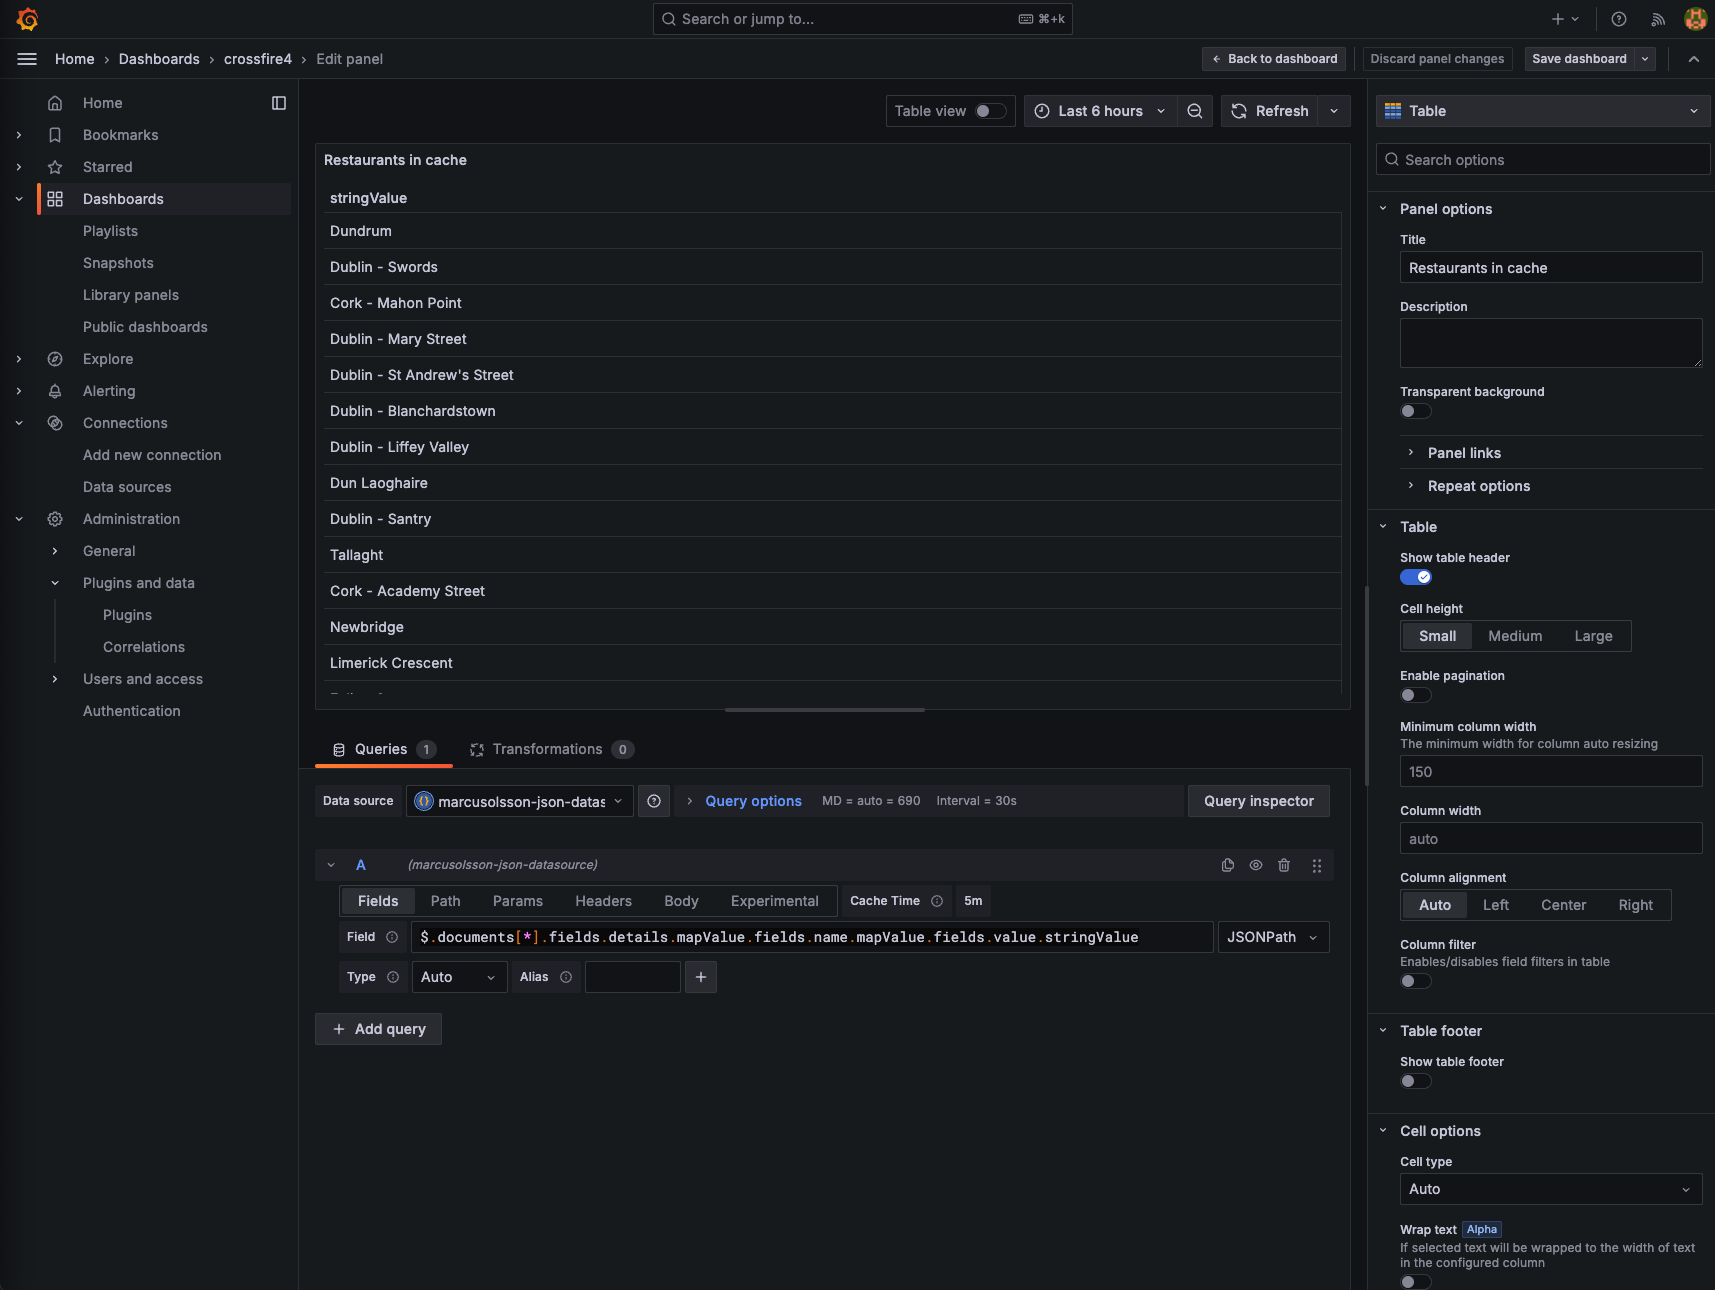 Search or jump to...
⌘+k
Home › Dashboards › crossfire4 › Edit panel
Back to dashboard
Discard panel changes
Save dashboard
Home
Bookmarks
Starred
Dashboards
Playlists
Snapshots
Library panels
Public dashboards
Explore
Alerting
Connections
Add new connection
Data sources
Administration
General
Plugins and data
Plugins
Correlations
Users and access
Authentication
Table view
Last 6 hours
Refresh
Restaurants in cache
stringValue
Dundrum
Dublin - Swords
Cork - Mahon Point
Dublin - Mary Street
Dublin - St Andrew's Street
Dublin - Blanchardstown
Dublin - Liffey Valley
Dun Laoghaire
Dublin - Santry
Tallaght
Cork - Academy Street
Newbridge
Limerick Crescent
Queries 1
Transformations 0
Data source
marcusolsson-json-datas
Query options
MD = auto = 690
Interval = 30s
Query inspector
A
(marcusolsson-json-datasource)
Fields
Path
Params
Headers
Body
Experimental
Cache Time
5m
Field
$.documents[*].fields.details.mapValue.fields.name.mapValue.fields.value.stringValue
JSONPath
Type
Auto
Alias
+
+ Add query
Table
Search options
Panel options
Title
Restaurants in cache
Description
Transparent background
Panel links
Repeat options
Table
Show table header
Cell height
Small
Medium
Large
Enable pagination
Minimum column width
The minimum width for column auto resizing
150
Column width
auto
Column alignment
Auto
Left
Center
Right
Column filter
Enables/disables field filters in table
Table footer
Show table footer
Cell options
Cell type
Auto
Wrap text Alpha
If selected text will be wrapped to the width of text
in the configured column